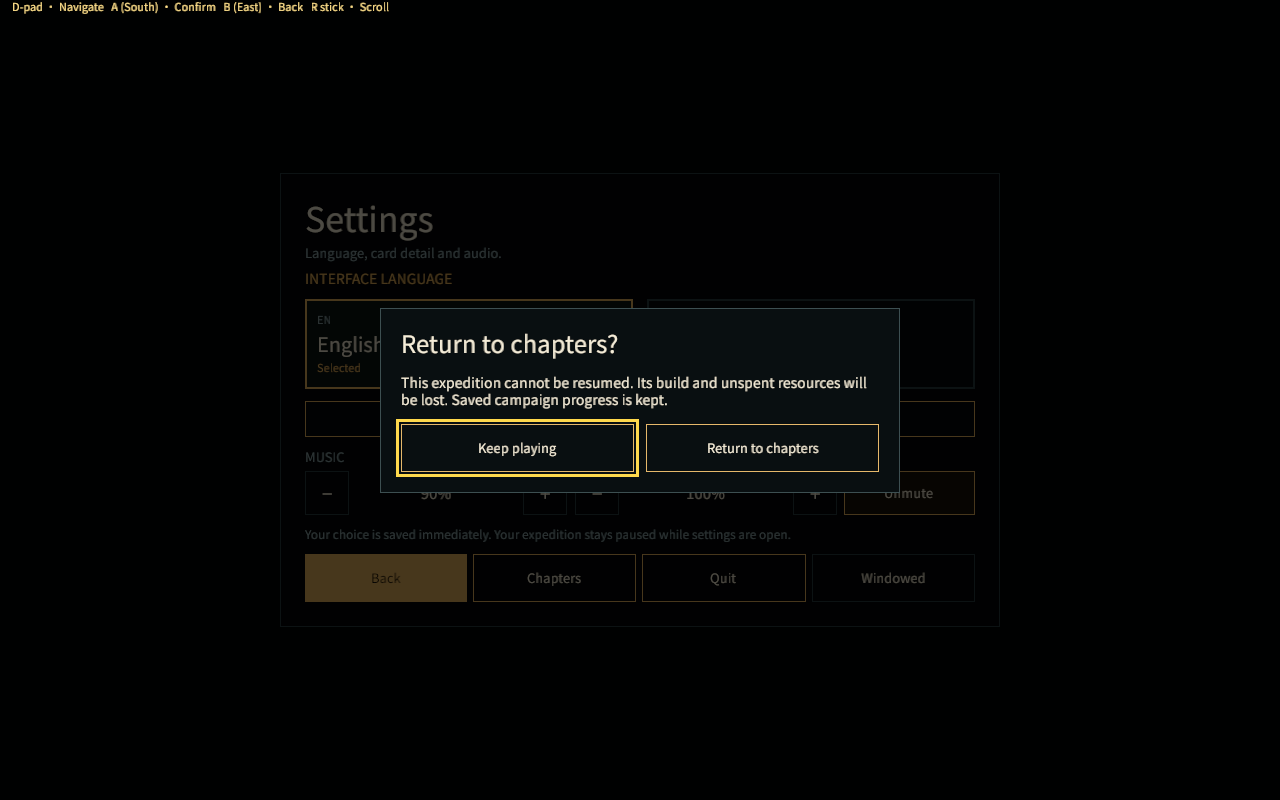 D-pad • Navigate A (South) • Confirm B (East) • Back R stick • Scroll
Settings
Language, card detail and audio.
INTERFACE LANGUAGE
EN
English
Selected
Return to chapters?
This expedition cannot be resumed. Its build and unspent resources will
be lost. Saved campaign progress is kept.
Keep playing
Return to chapters
MUSIC
− 90% + − 100% + Unmute
Your choice is saved immediately. Your expedition stays paused while settings are open.
Back
Chapters
Quit
Windowed